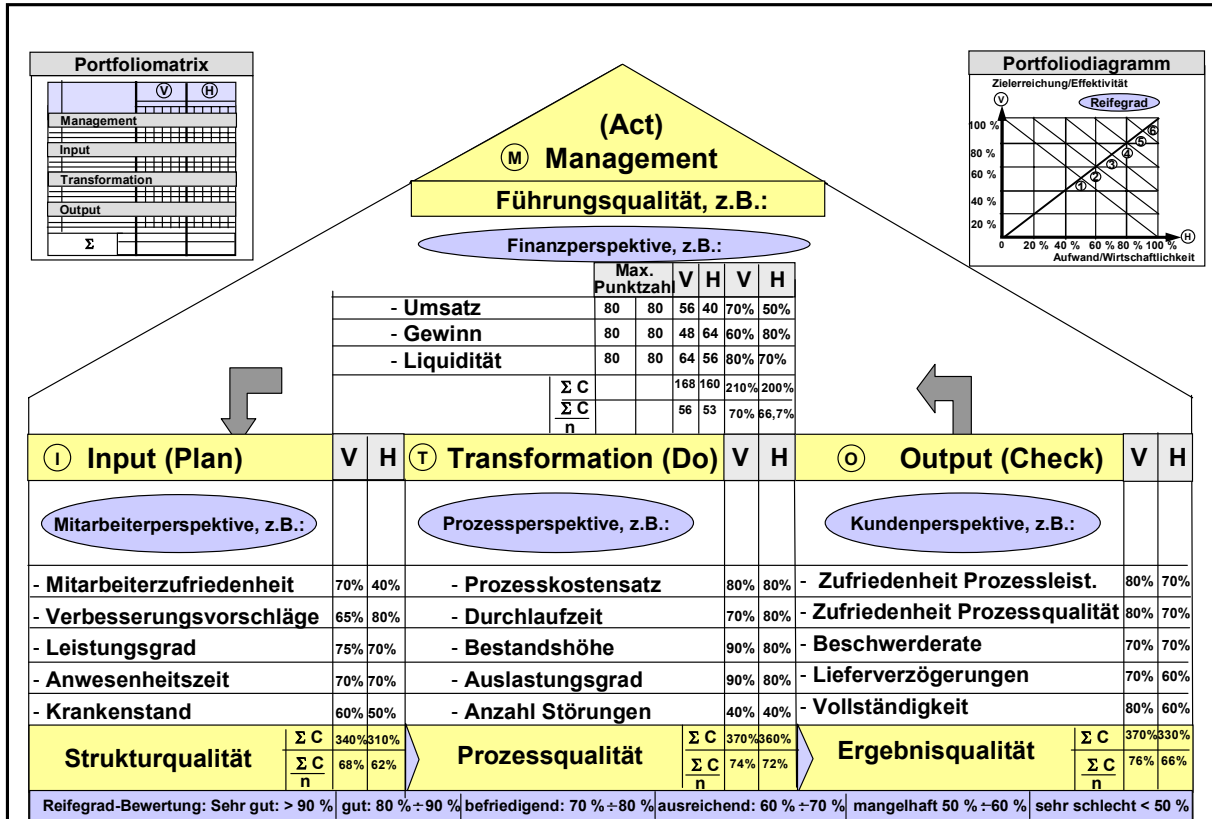 Portfoliomatrix
V H
Management
Input
Transformation
Output
Σ
Portfoliodiagramm
Zielerreichung/Effektivität
V
Reifegrad
100 %
80 %
60 %
40 %
20 %
1 2 3 4 5 6
0 20 % 40 % 60 % 80 % 100 % H
Aufwand/Wirtschaftlichkeit
(Act)
M Management
Führungsqualität, z.B.:
Finanzperspektive, z.B.:
Max. Punktzahl V H V H
- Umsatz 80 80 56 40 70% 50%
- Gewinn 80 80 48 64 60% 80%
- Liquidität 80 80 64 56 80% 70%
Σ C 168 160 210% 200%
Σ C
n 56 53 70% 66,7%
I Input (Plan) V H
Mitarbeiterperspektive, z.B.:
- Mitarbeiterzufriedenheit 70% 40%
- Verbesserungsvorschläge 65% 80%
- Leistungsgrad 75% 70%
- Anwesenheitszeit 70% 70%
- Krankenstand 60% 50%
Strukturqualität
Σ C 340% 310%
Σ C
n 68% 62%
T Transformation (Do) V H
Prozessperspektive, z.B.:
- Prozesskostensatz 80% 80%
- Durchlaufzeit 70% 80%
- Bestandshöhe 90% 80%
- Auslastungsgrad 90% 80%
- Anzahl Störungen 40% 40%
Prozessqualität
Σ C 370% 360%
Σ C
n 74% 72%
O Output (Check) V H
Kundenperspektive, z.B.:
- Zufriedenheit Prozessleist. 80% 70%
- Zufriedenheit Prozessqualität 80% 70%
- Beschwerderate 70% 70%
- Lieferverzögerungen 70% 60%
- Vollständigkeit 80% 60%
Ergebnisqualität
Σ C 370% 330%
Σ C
n 76% 66%
Reifegrad-Bewertung: Sehr gut: > 90 % gut: 80 % ÷ 90 % befriedigend: 70 % ÷ 80 % ausreichend: 60 % ÷ 70 % mangelhaft 50 % ÷ 60 % sehr schlecht < 50 %